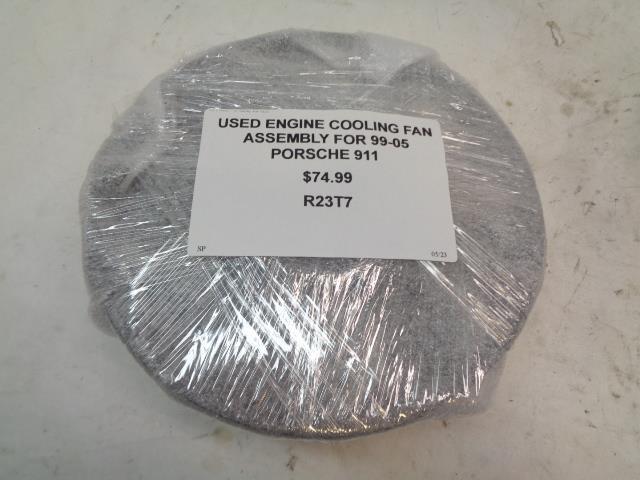 USED ENGINE COOLING FAN
ASSEMBLY FOR 99-05
PORSCHE 911
$74.99
R23T7
SP 05/23